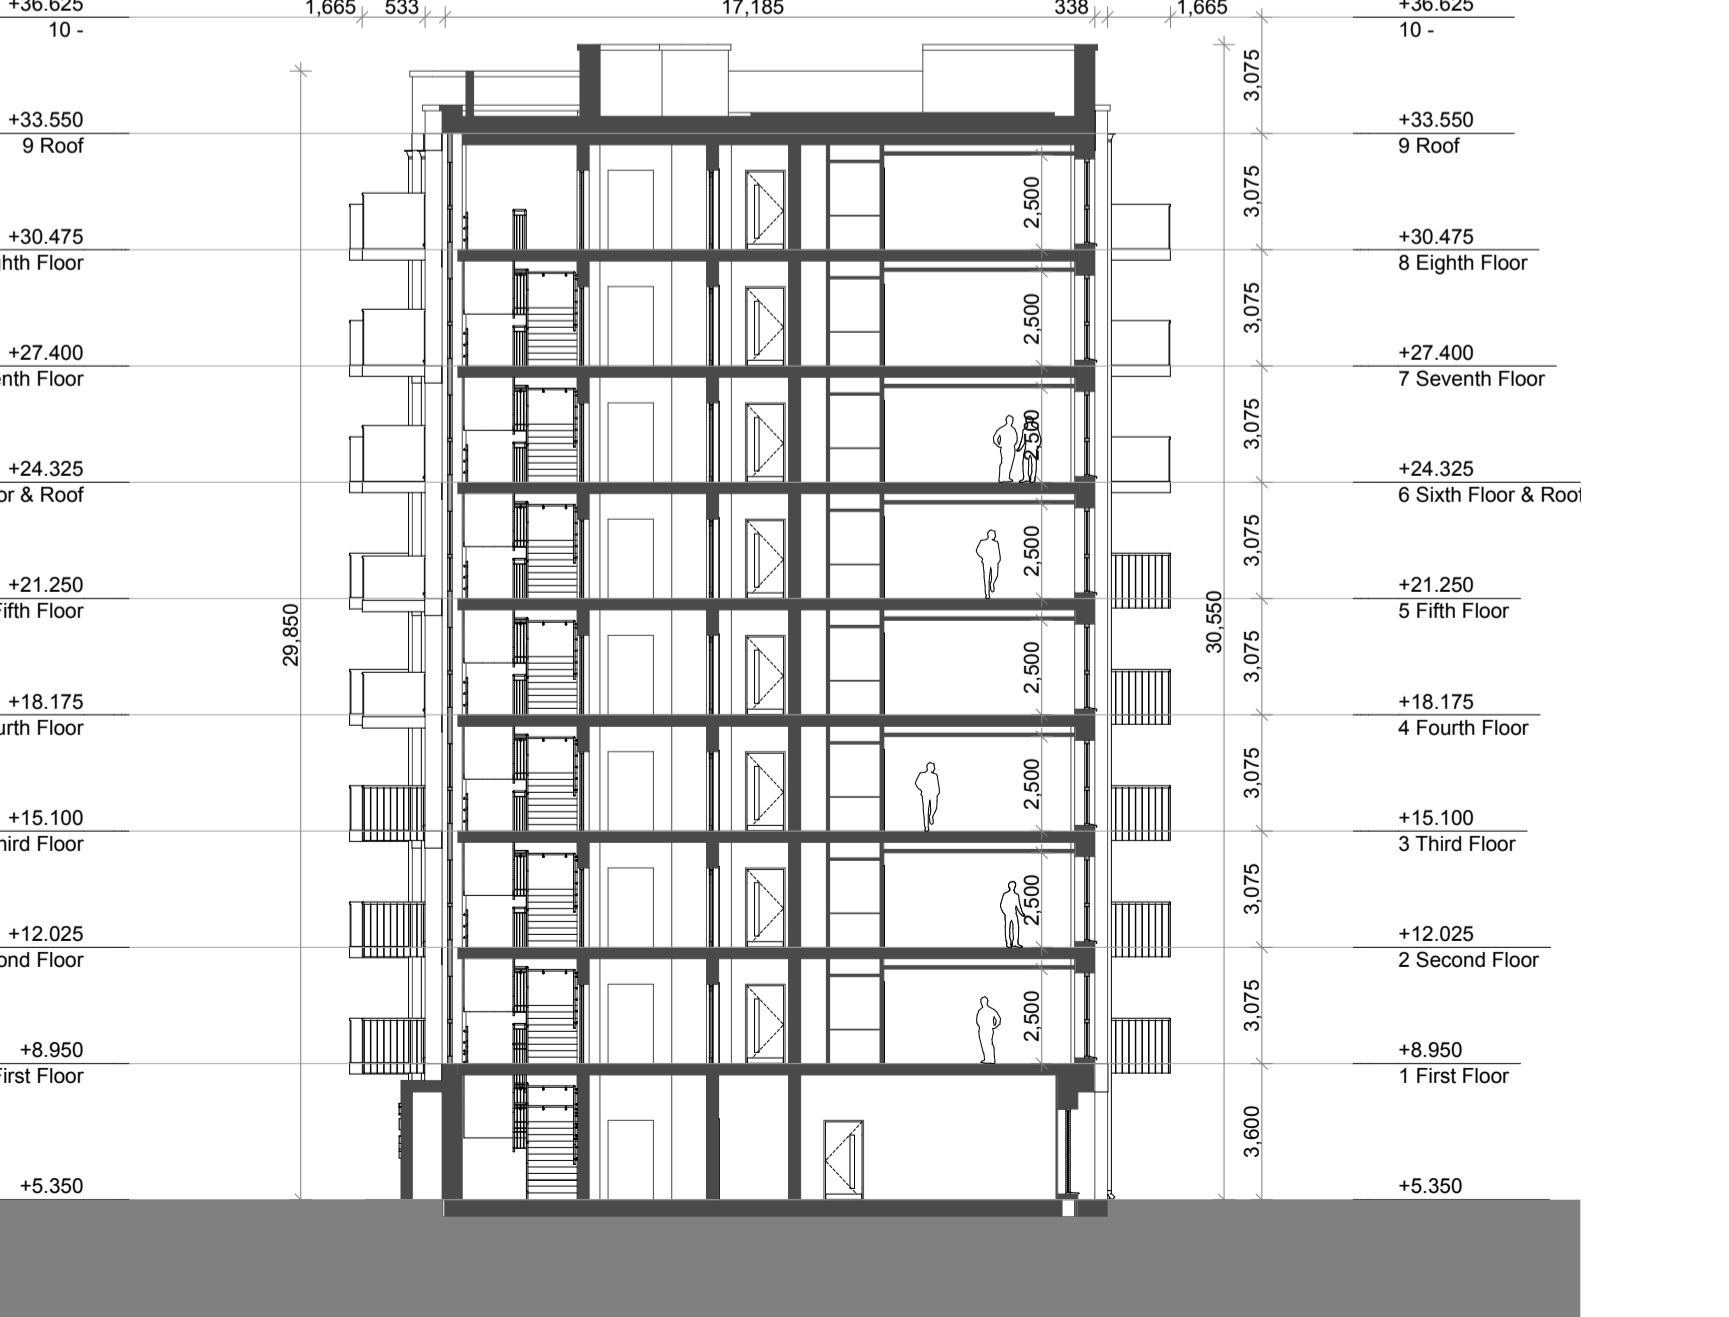 +36.625
10 -
1,665 533 17,185 338 1,665
+36.625
10 -
3,075
+33.550
9 Roof
+33.550
9 Roof
2,500
3,075
+30.475
hth Floor
+30.475
8 Eighth Floor
2,500
3,075
+27.400
enth Floor
+27.400
7 Seventh Floor
2,500
3,075
+24.325
or & Roof
+24.325
6 Sixth Floor & Roof
2,500
3,075
+21.250
Fifth Floor
+21.250
5 Fifth Floor
29,850
30,550
2,500
3,075
+18.175
urth Floor
+18.175
4 Fourth Floor
2,500
3,075
+15.100
hird Floor
+15.100
3 Third Floor
2,500
3,075
+12.025
ond Floor
+12.025
2 Second Floor
2,500
3,075
+8.950
First Floor
+8.950
1 First Floor
3,600
+5.350
+5.350